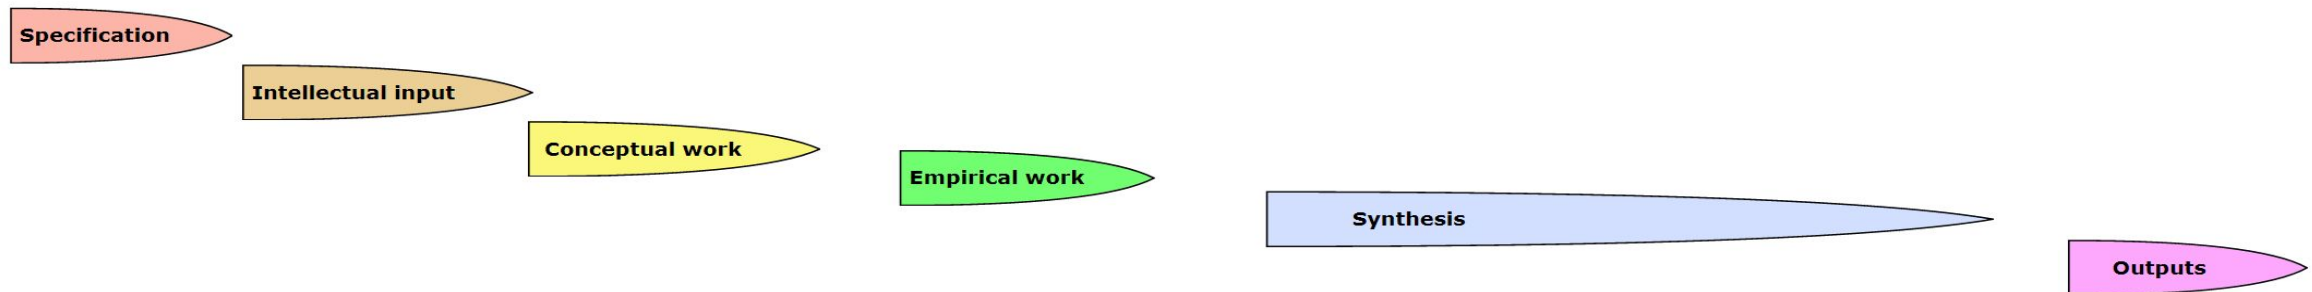 Specification
Intellectual input
Conceptual work
Empirical work
Synthesis
Outputs